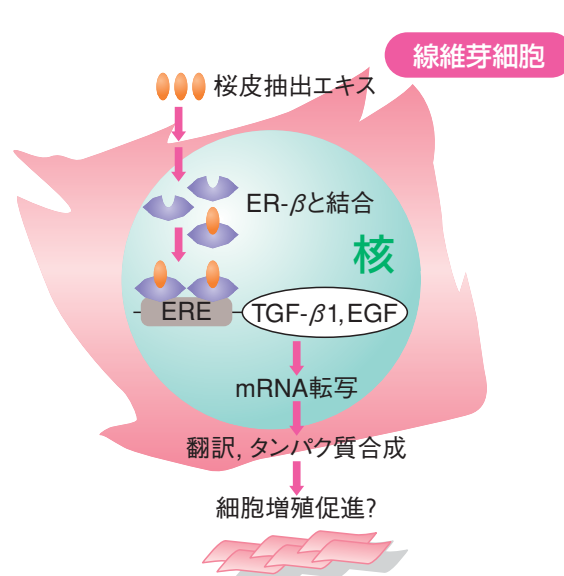 線維芽細胞
桜皮抽出エキス
ER-βと結合
核
ERE
TGF-β1, EGF
mRNA転写
翻訳, タンパク質合成
細胞増殖促進?